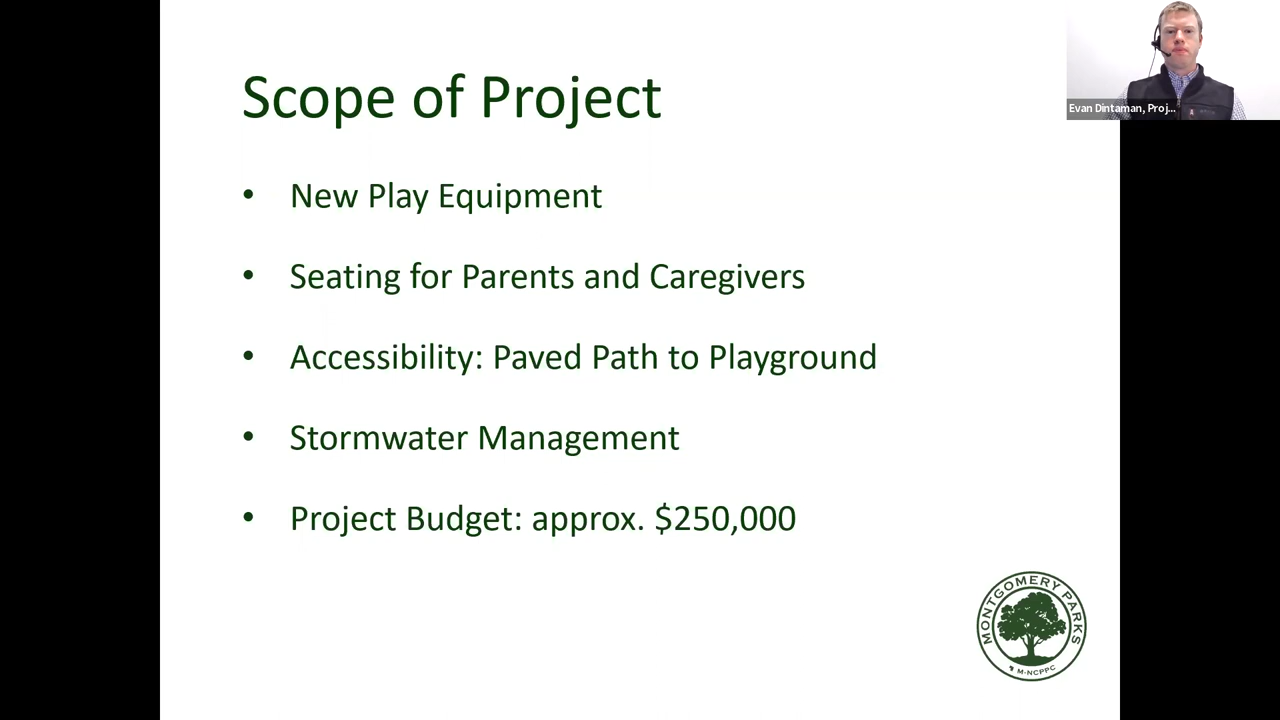 Scope of Project
Evan Dintaman, Proj...
• New Play Equipment
• Seating for Parents and Caregivers
• Accessibility: Paved Path to Playground
• Stormwater Management
• Project Budget: approx. $250,000
MONTGOMERY PARKS
M-NCPPC